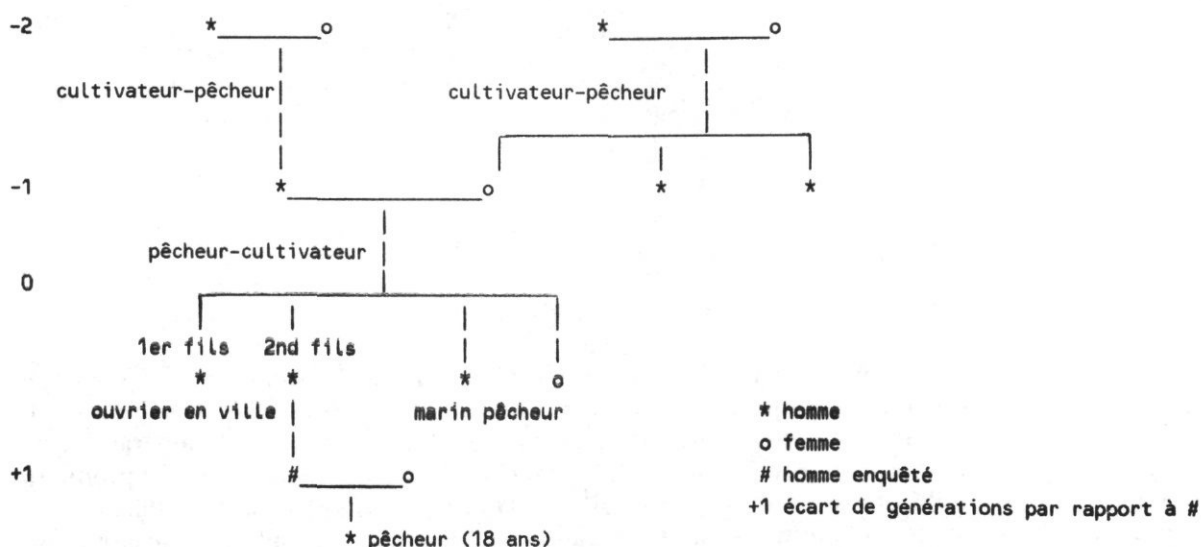 -2 * o * o
cultivateur-pêcheur cultivateur-pêcheur
-1 * o * *
pêcheur-cultivateur
0
1er fils 2nd fils
* * * o
ouvrier en ville marin pêcheur
* homme
o femme
+1 # o
# homme enquêté
+1 écart de générations par rapport à #
* pêcheur (18 ans)